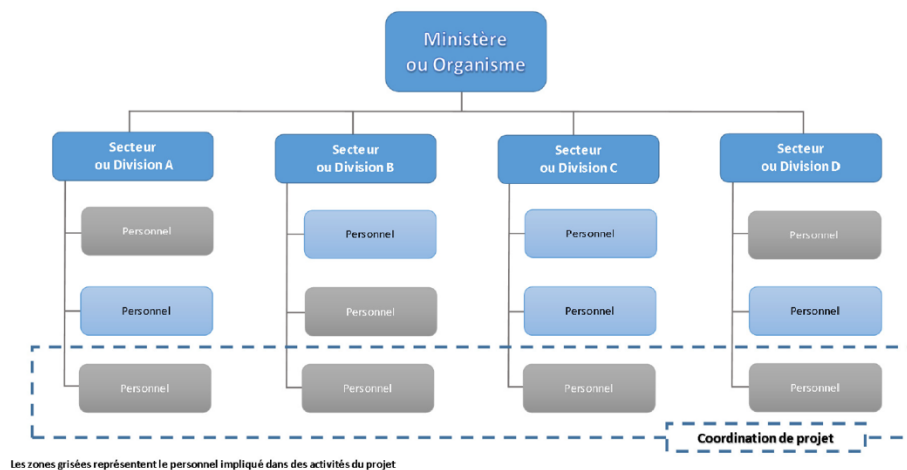 Ministère
ou Organisme
Secteur
ou Division A
Secteur
ou Division B
Secteur
ou Division C
Secteur
ou Division D
Personnel
Personnel
Personnel
Personnel
Personnel
Personnel
Personnel
Personnel
Personnel
Personnel
Personnel
Personnel
Coordination de projet
Les zones grisées représentent le personnel impliqué dans des activités du projet